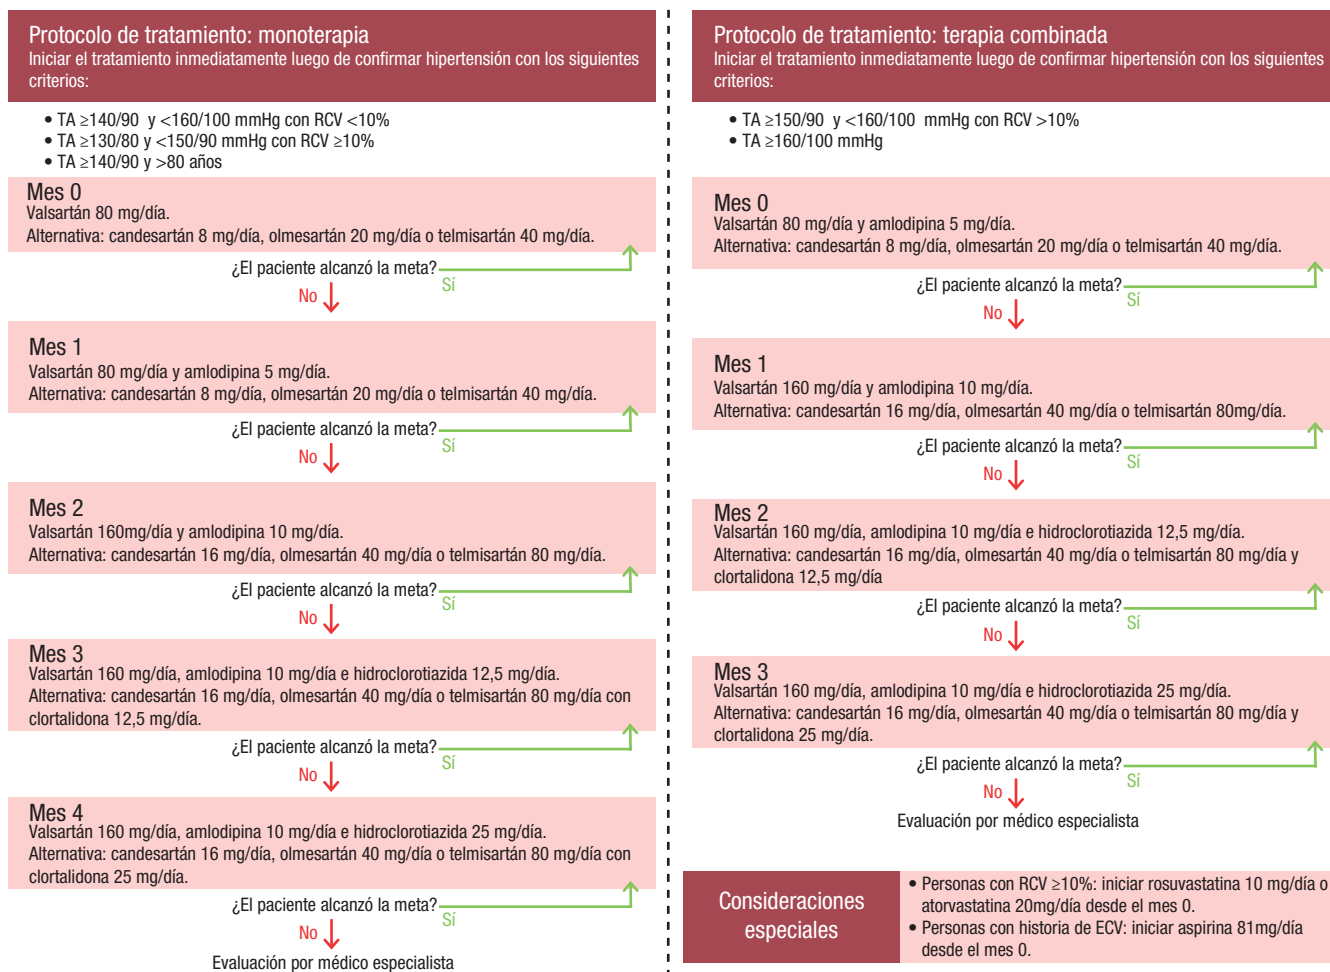 Protocolo de tratamiento: monoterapia
Iniciar el tratamiento inmediatamente luego de confirmar hipertensión con los siguientes
criterios:
• TA ≥140/90 y <160/100 mmHg con RCV <10%
• TA ≥130/80 y <150/90 mmHg con RCV ≥10%
• TA ≥140/90 y >80 años
Mes 0
Valsartán 80 mg/día.
Alternativa: candesartán 8 mg/día, olmesartán 20 mg/día o telmisartán 40 mg/día.
¿El paciente alcanzó la meta?
Sí
No
Mes 1
Valsartán 80 mg/día y amlodipina 5 mg/día.
Alternativa: candesartán 8 mg/día, olmesartán 20 mg/día o telmisartán 40 mg/día.
¿El paciente alcanzó la meta?
Sí
No
Mes 2
Valsartán 160mg/día y amlodipina 10 mg/día.
Alternativa: candesartán 16 mg/día, olmesartán 40 mg/día o telmisartán 80 mg/día.
¿El paciente alcanzó la meta?
Sí
No
Mes 3
Valsartán 160 mg/día, amlodipina 10 mg/día e hidroclorotiazida 12,5 mg/día.
Alternativa: candesartán 16 mg/día, olmesartán 40 mg/día o telmisartán 80 mg/día con
clortalidona 12,5 mg/día.
¿El paciente alcanzó la meta?
Sí
No
Mes 4
Valsartán 160 mg/día, amlodipina 10 mg/día e hidroclorotiazida 25 mg/día.
Alternativa: candesartán 16 mg/día, olmesartán 40 mg/día o telmisartán 80 mg/día con
clortalidona 25 mg/día.
¿El paciente alcanzó la meta?
Sí
No
Evaluación por médico especialista
Protocolo de tratamiento: terapia combinada
Iniciar el tratamiento inmediatamente luego de confirmar hipertensión con los siguientes
criterios:
• TA ≥150/90 y <160/100 mmHg con RCV >10%
• TA ≥160/100 mmHg
Mes 0
Valsartán 80 mg/día y amlodipina 5 mg/día.
Alternativa: candesartán 8 mg/día, olmesartán 20 mg/día o telmisartán 40 mg/día.
¿El paciente alcanzó la meta?
Sí
No
Mes 1
Valsartán 160 mg/día y amlodipina 10 mg/día.
Alternativa: candesartán 16 mg/día, olmesartán 40 mg/día o telmisartán 80mg/día.
¿El paciente alcanzó la meta?
Sí
No
Mes 2
Valsartán 160 mg/día, amlodipina 10 mg/día e hidroclorotiazida 12,5 mg/día.
Alternativa: candesartán 16 mg/día, olmesartán 40 mg/día o telmisartán 80 mg/día y
clortalidona 12,5 mg/día
¿El paciente alcanzó la meta?
Sí
No
Mes 3
Valsartán 160 mg/día, amlodipina 10 mg/día e hidroclorotiazida 25 mg/día.
Alternativa: candesartán 16 mg/día, olmesartán 40 mg/día o telmisartán 80 mg/día y
clortalidona 25 mg/día.
¿El paciente alcanzó la meta?
Sí
No
Evaluación por médico especialista
Consideraciones
especiales
• Personas con RCV ≥10%: iniciar rosuvastatina 10 mg/día o
atorvastatina 20mg/día desde el mes 0.
• Personas con historia de ECV: iniciar aspirina 81mg/día
desde el mes 0.